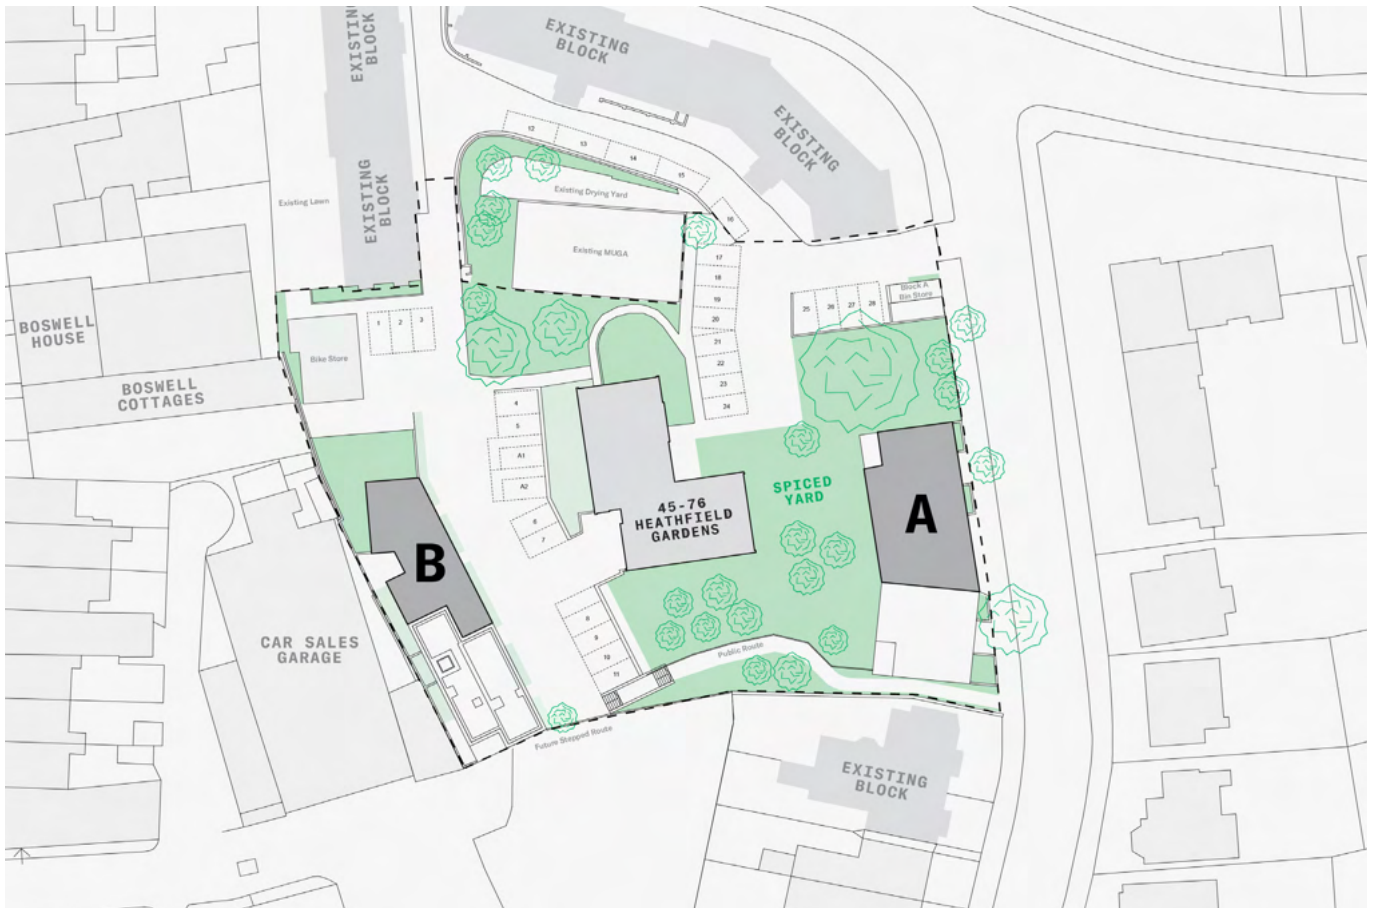 EXISTING
BLOCK
EXISTING
BLOCK
EXISTING
BLOCK
EXISTING
BLOCK
12
13
14
15
16
Existing Drying Yard
Existing Lawn
Existing MUGA
17
18
19
20
21
22
23
24
25
26
27
28
Block A
Bin Store
BOSWELL
HOUSE
1
2
3
Bike Store
BOSWELL
COTTAGES
4
5
A1
A2
6
7
SPICED
YARD
45-76
HEATHFIELD
GARDENS
A
B
8
9
10
11
CAR SALES
GARAGE
Public Route
Future Stepped Route
EXISTING
BLOCK